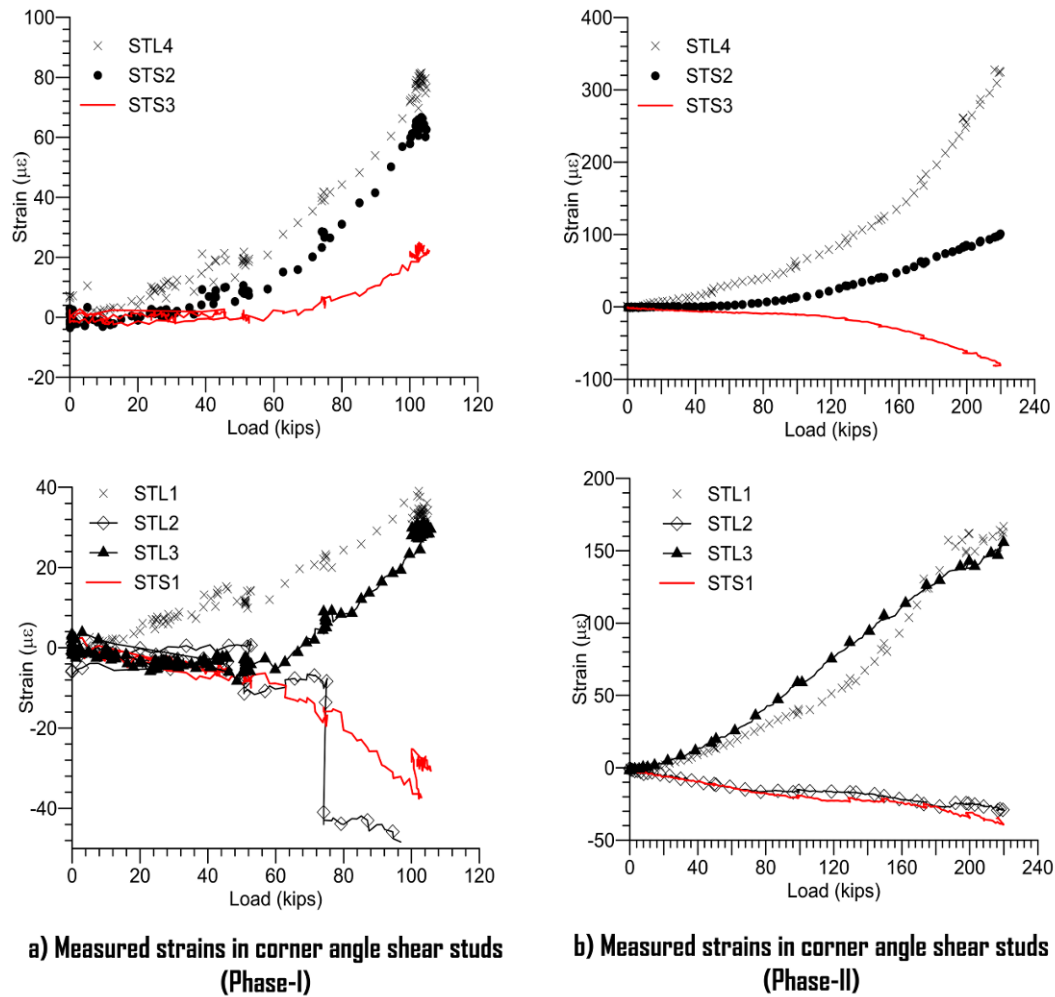 100
80
60
40
20
0
-20
Strain (με)
STL4
STS2
STS3
0 20 40 60 80 100 120
Load (kips)
400
300
200
100
0
-100
Strain (με)
STL4
STS2
STS3
0 40 80 120 160 200 240
Load (kips)
40
20
0
-20
-40
Strain (με)
STL1
STL2
STL3
STS1
0 20 40 60 80 100 120
Load (kips)
200
150
100
50
0
-50
Strain (με)
STL1
STL2
STL3
STS1
0 40 80 120 160 200 240
Load (kips)
a) Measured strains in corner angle shear studs
(Phase-I)
b) Measured strains in corner angle shear studs
(Phase-II)